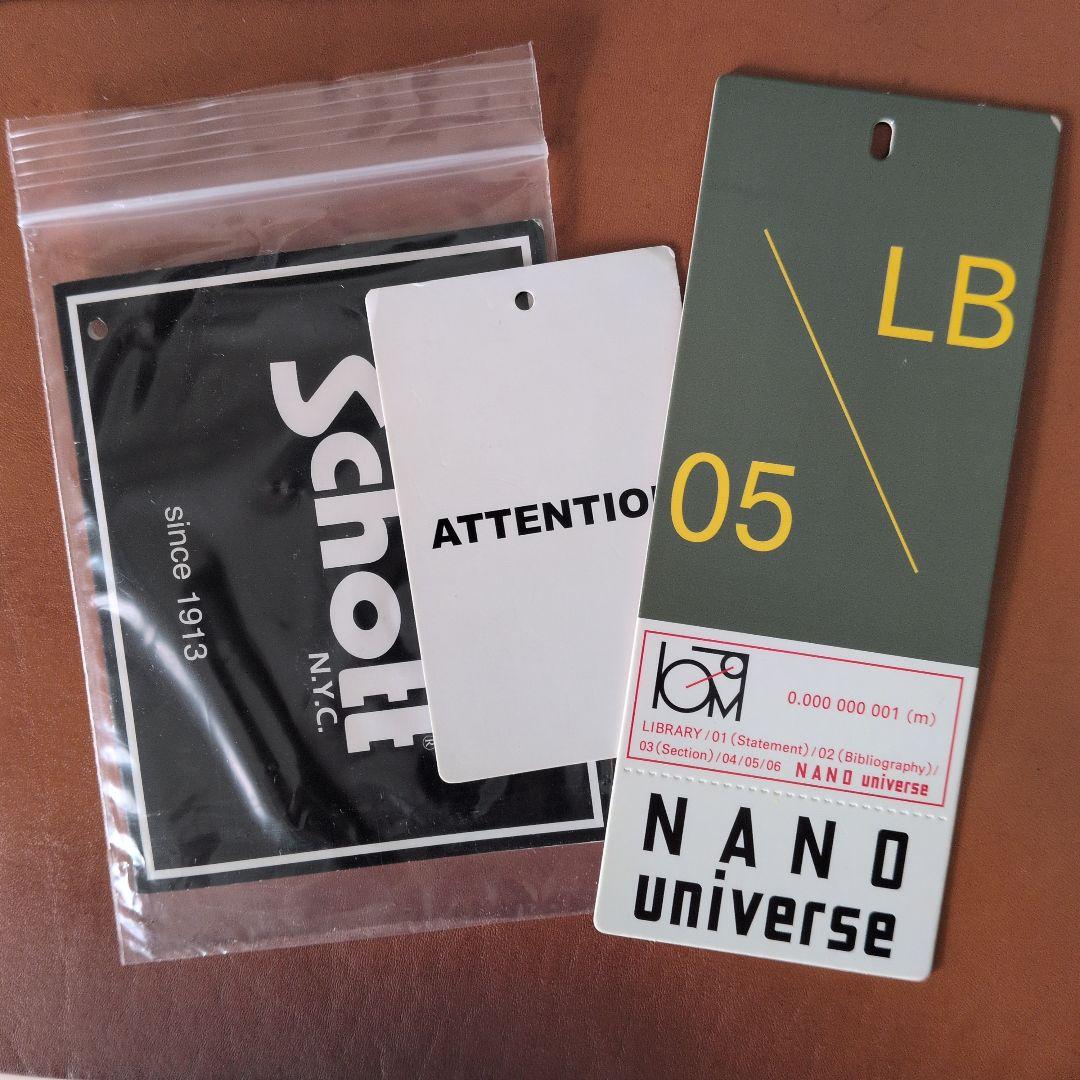 Schott®
N.Y.C.
since 1913
ATTENTIO
LB
05
0.000 000 001 (m)
LIBRARY/01(Statement)/02(Bibliography)/
03(Section)/04/05/06 NANO universe
NANO
universe